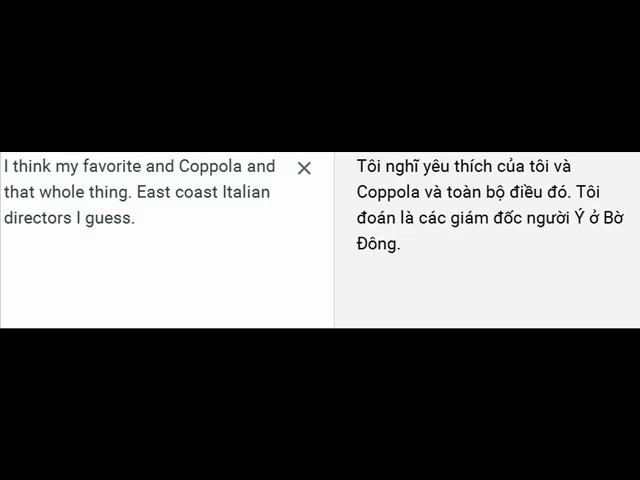 I think my favorite and Coppola and
that whole thing. East coast Italian
directors I guess.
Tôi nghĩ yêu thích của tôi và
Coppola và toàn bộ điều đó. Tôi
đoán là các giám đốc người Ý ở Bờ
Đông.